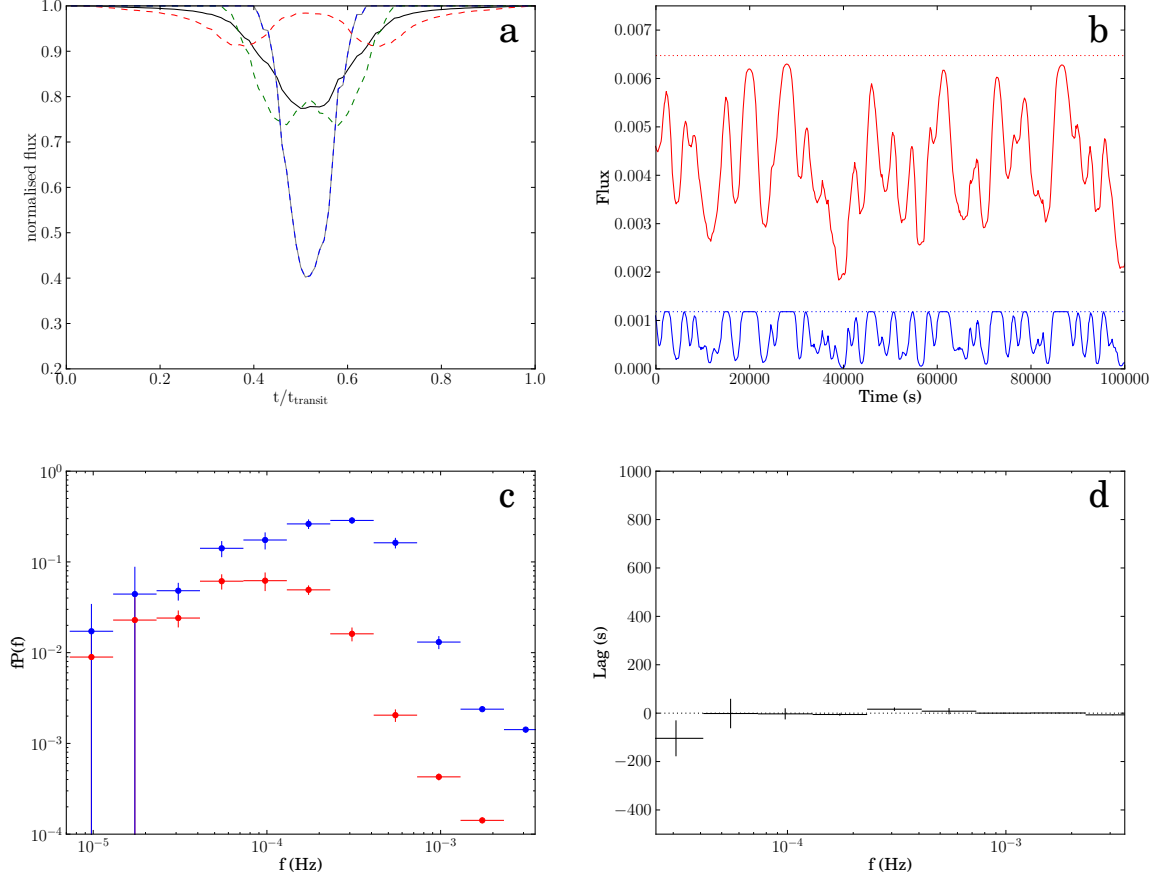 a
normalised flux
1.0
0.9
0.8
0.7
0.6
0.5
0.4
0.3
0.2
0.0 0.2 0.4 0.6 0.8 1.0
t/t_transit
b
Flux
0.007
0.006
0.005
0.004
0.003
0.002
0.001
0.000
0 20000 40000 60000 80000 100000
Time (s)
c
fP(f)
10^0
10^-1
10^-2
10^-3
10^-4
10^-5 10^-4 10^-3
f (Hz)
d
Lag (s)
1000
800
600
400
200
0
−200
−400
10^-4 10^-3
f (Hz)